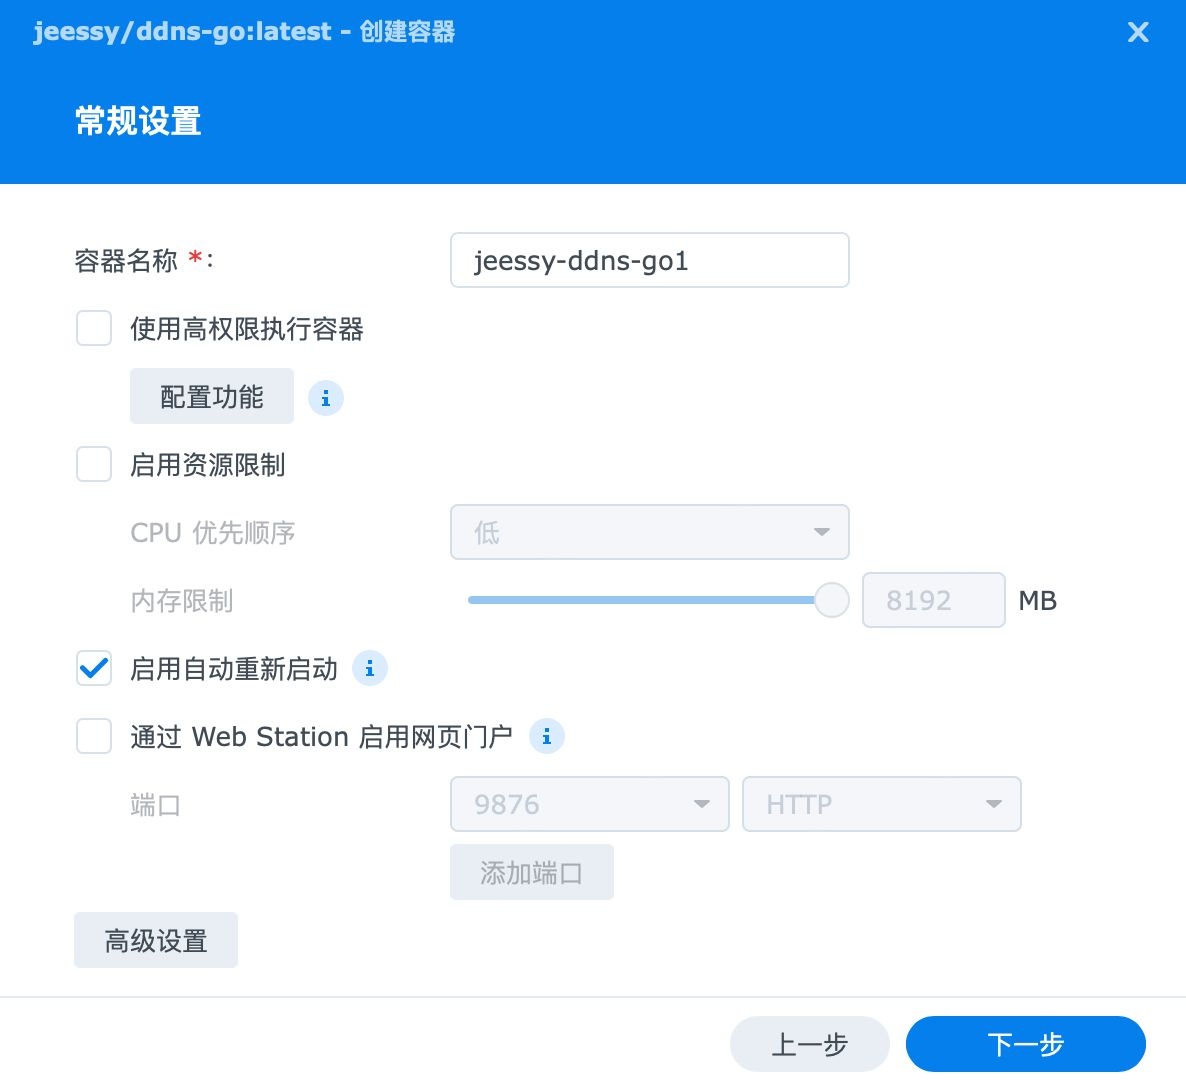 jeessy/ddns-go:latest - 创建容器
常规设置
容器名称 *: jeessy-ddns-go1
使用高权限执行容器
配置功能
启用资源限制
CPU 优先顺序 低
内存限制 8192 MB
启用自动重新启动
通过 Web Station 启用网页门户
端口 9876 HTTP
添加端口
高级设置
上一步 下一步